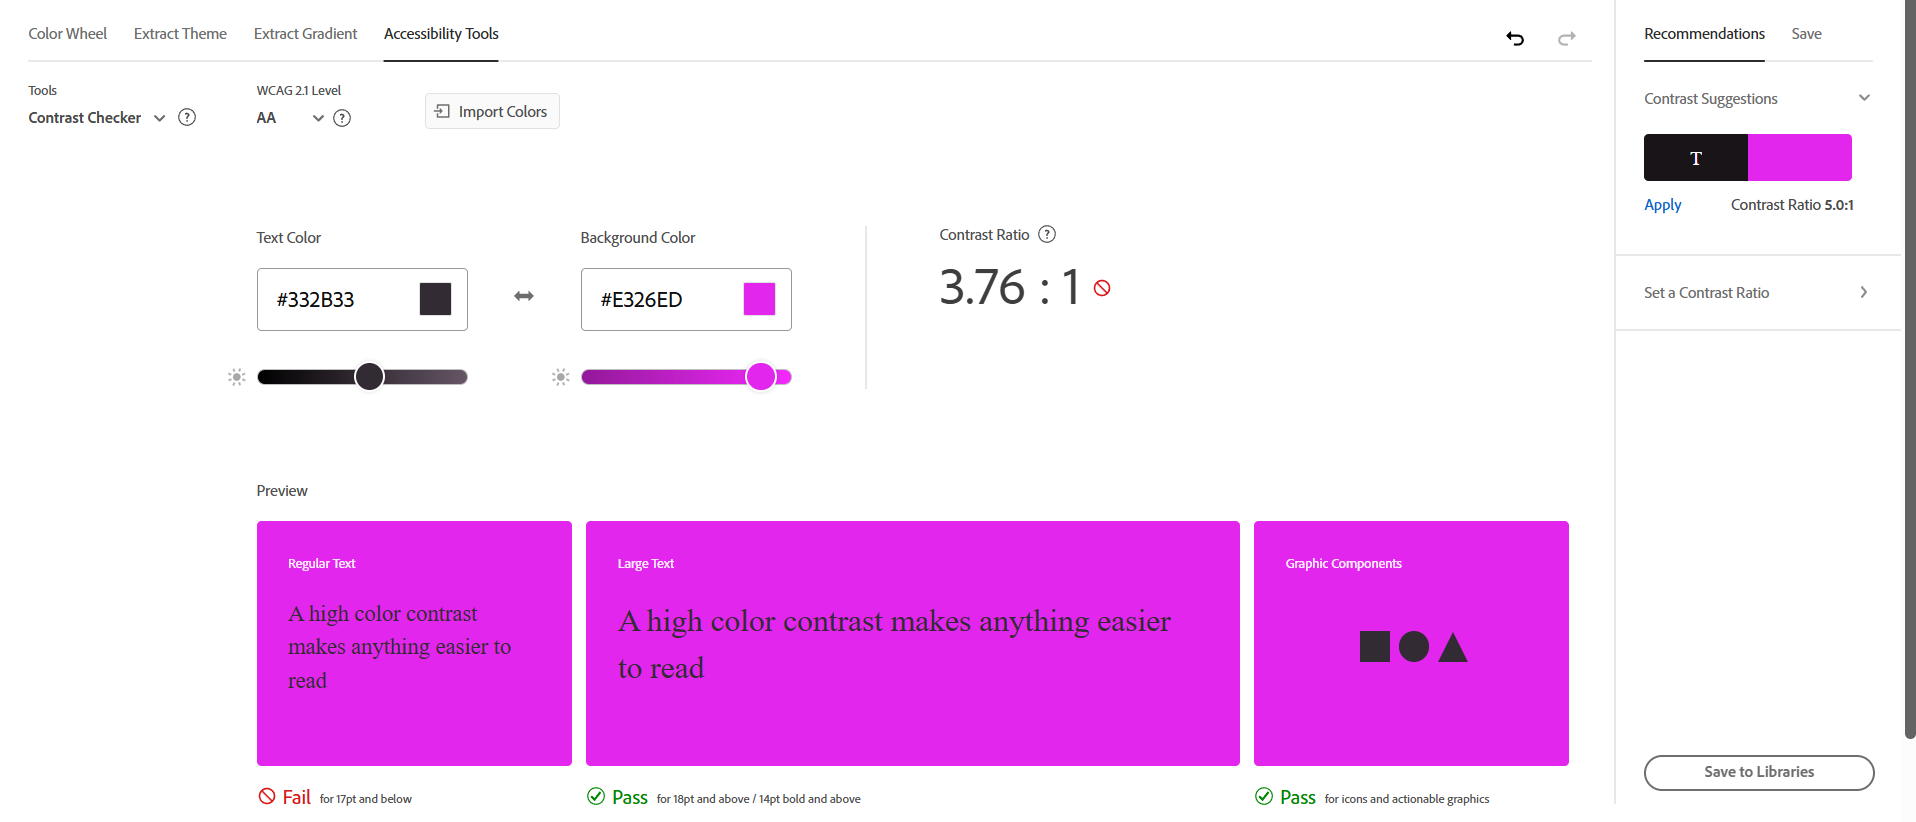 Color Wheel Extract Theme Extract Gradient Accessibility Tools
Recommendations Save
Tools
WCAG 2.1 Level
Contrast Checker ?
AA ?
Import Colors
Contrast Suggestions
T
Apply Contrast Ratio 5.0:1
Text Color
Background Color
Contrast Ratio ?
#332B33
#E326ED
3.76 : 1
Set a Contrast Ratio
Preview
Regular Text
A high color contrast
makes anything easier to
read
Large Text
A high color contrast makes anything easier
to read
Graphic Components
Fail for 17pt and below
Pass for 18pt and above / 14pt bold and above
Pass for icons and actionable graphics
Save to Libraries